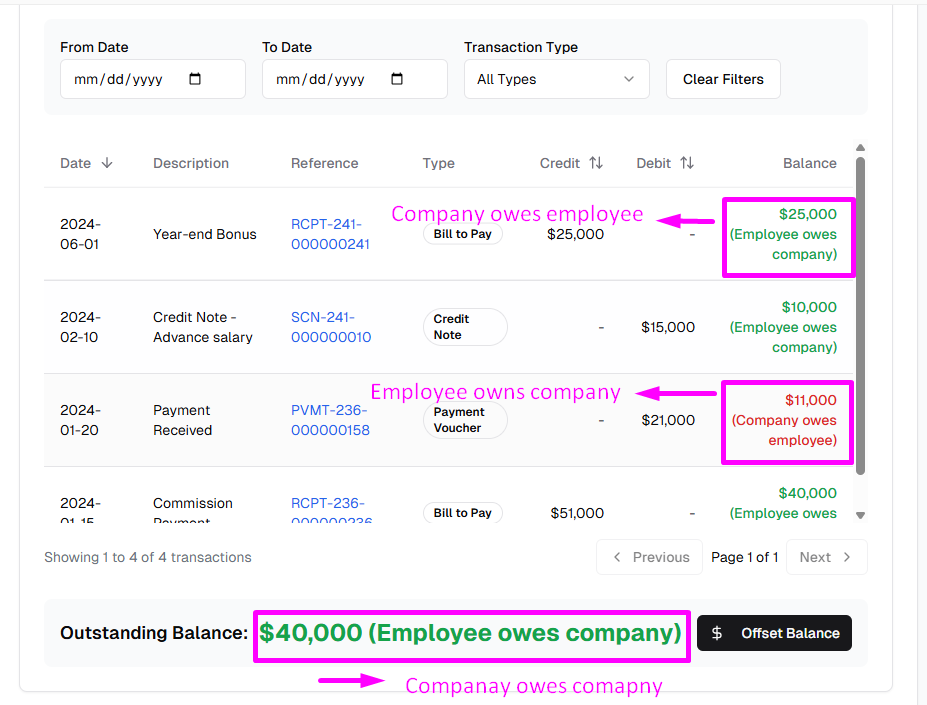 From Date To Date Transaction Type
mm/dd/yyyy mm/dd/yyyy All Types Clear Filters
Date Description Reference Type Credit Debit Balance
Company owes employee
2024-06-01 Year-end Bonus RCPT-241-000000241 Bill to Pay $25,000 - $25,000 (Employee owes company)
2024-02-10 Credit Note - Advance salary SCN-241-000000010 Credit Note - $15,000 $10,000 (Employee owes company)
Employee owns company
2024-01-20 Payment Received PVMT-236-000000158 Payment Voucher - $21,000 $11,000 (Company owes employee)
2024-01-15 Commission Payment RCPT-236-000000236 Bill to Pay $51,000 - $40,000 (Employee owes
Showing 1 to 4 of 4 transactions Previous Page 1 of 1 Next
Outstanding Balance: $40,000 (Employee owes company) $ Offset Balance
Companay owes comapny